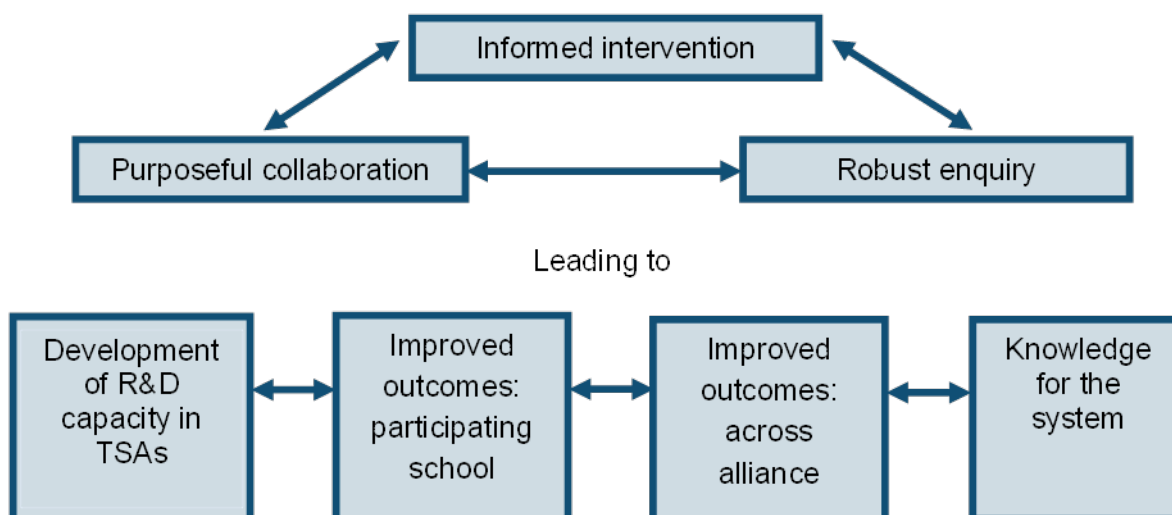 Informed intervention
Purposeful collaboration
Robust enquiry
Leading to
Development
of R&D
capacity in
TSAs
Improved
outcomes:
participating
school
Improved
outcomes:
across
alliance
Knowledge
for the
system